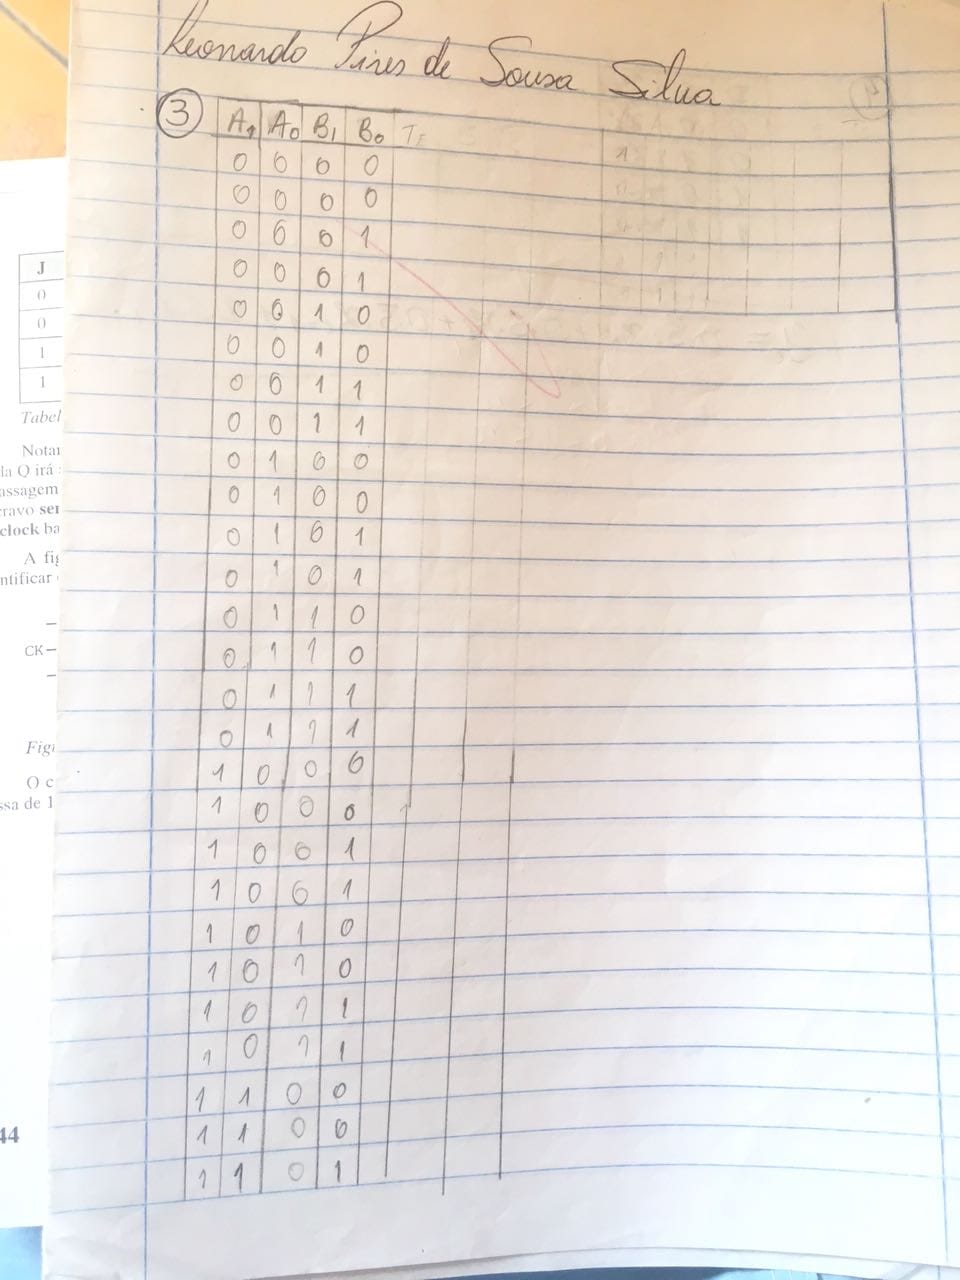 Leonardo Pires de Sousa Silva
3 A1 A0 B1 B0
0 0 0 0
0 0 0 0
0 0 0 1
0 0 0 1
0 0 1 0
0 0 1 0
0 0 1 1
0 0 1 1
0 1 0 0
0 1 0 0
0 1 0 1
0 1 0 1
0 1 1 0
0 1 1 0
0 1 1 1
0 1 1 1
1 0 0 0
1 0 0 0
1 0 0 1
1 0 0 1
1 0 1 0
1 0 1 0
1 0 1 1
1 0 1 1
1 1 0 0
1 1 0 0
1 1 0 1
J
0
0
1
1
Tabel
Notar
da Q irá
assagem
cravo ser
clock ba
A fig
ntificar
CK
Figu
O c
ssa de 1
44